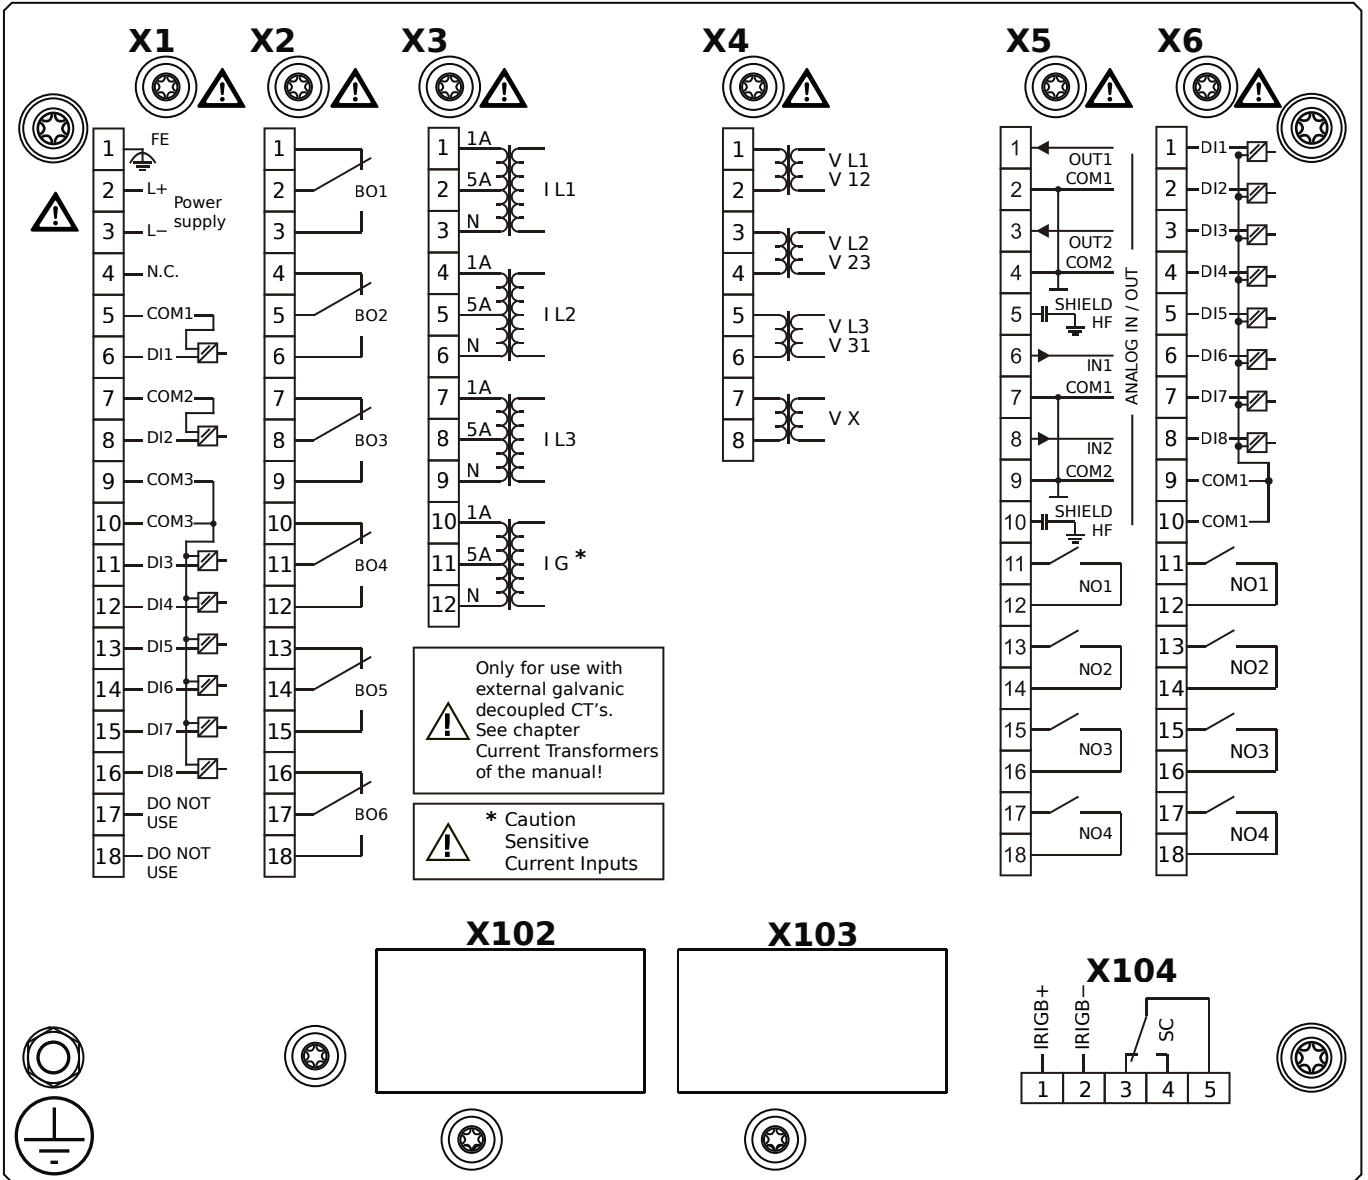 X1
1 FE
2 L+
Power
supply
3 L−
4 N.C.
5 COM1
6 DI1
7 COM2
8 DI2
9 COM3
10 COM3
11 DI3
12 DI4
13 DI5
14 DI6
15 DI7
16 DI8
17 DO NOT
USE
18 DO NOT
USE
X2
1
2 BO1
3
4
5 BO2
6
7
8 BO3
9
10
11 BO4
12
13
14 BO5
15
16
17 BO6
18
X3
1 1A
2 5A I L1
3 N
4 1A
5 5A I L2
6 N
7 1A
8 5A I L3
9 N
10 1A
11 5A I G *
12 N
Only for use with
external galvanic
decoupled CT’s.
See chapter
Current Transformers
of the manual!
* Caution
Sensitive
Current Inputs
X4
1 V L1
2 V 12
3 V L2
4 V 23
5 V L3
6 V 31
7 V X
8
X5
1 OUT1
2 COM1
3 OUT2
4 COM2
5 SHIELD
HF
6 IN1
7 COM1
8 IN2
9 COM2
10 SHIELD
HF
ANALOG IN / OUT
11 NO1
12
13 NO2
14
15 NO3
16
17 NO4
18
X6
1 DI1
2 DI2
3 DI3
4 DI4
5 DI5
6 DI6
7 DI7
8 DI8
9 COM1
10 COM1
11 NO1
12
13 NO2
14
15 NO3
16
17 NO4
18
X102
X103
X104
IRIGB+
IRIGB−
SC
1 2 3 4 5